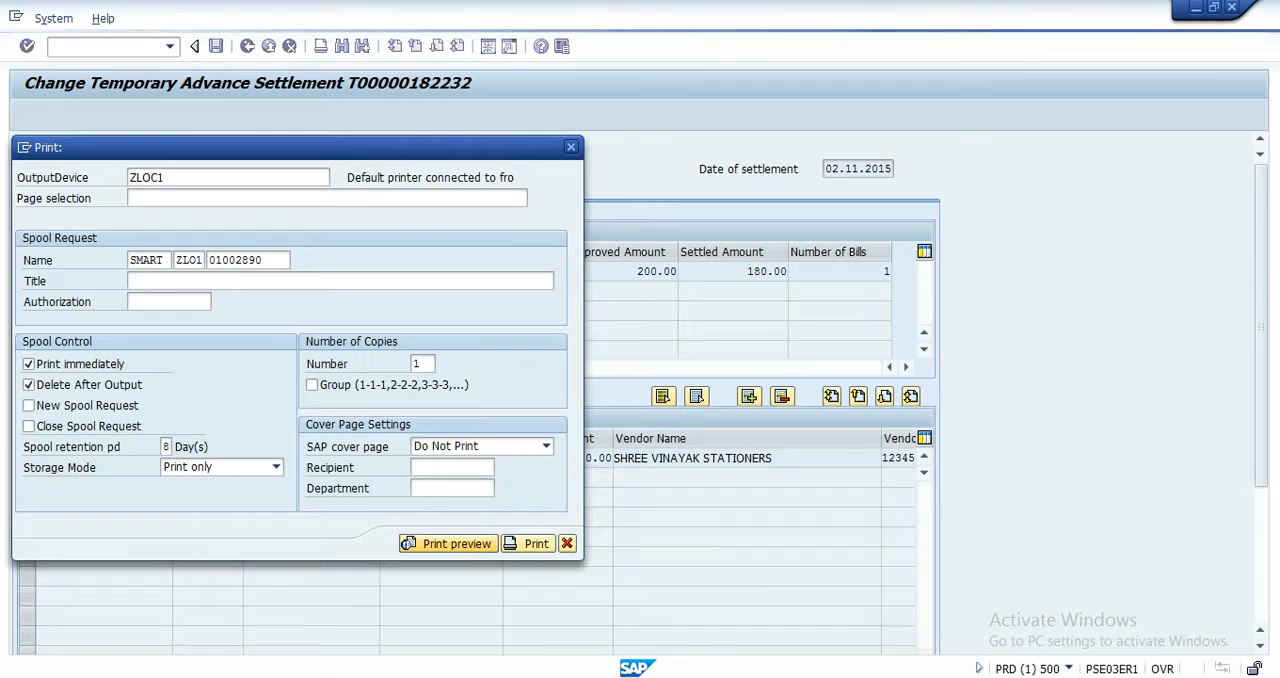 System Help
Change Temporary Advance Settlement T00000182232
Print:
OutputDevice ZLOC1 Default printer connected to fro
Page selection
Date of settlement 02.11.2015
Spool Request
Name SMART ZLO1 01002890
Title
Authorization
proved Amount Settled Amount Number of Bills
200.00 180.00 1
Spool Control
Print immediately
Delete After Output
New Spool Request
Close Spool Request
Spool retention pd 8 Day(s)
Storage Mode Print only
Number of Copies
Number 1
Group (1-1-1,2-2-2,3-3-3,...)
Cover Page Settings
SAP cover page Do Not Print
Recipient
Department
Print preview Print
nt Vendor Name Vendc
0.00 SHREE VINAYAK STATIONERS 12345
Activate Windows
Go to PC settings to activate Windows.
SAP
PRD (1) 500 PSE03ER1 OVR